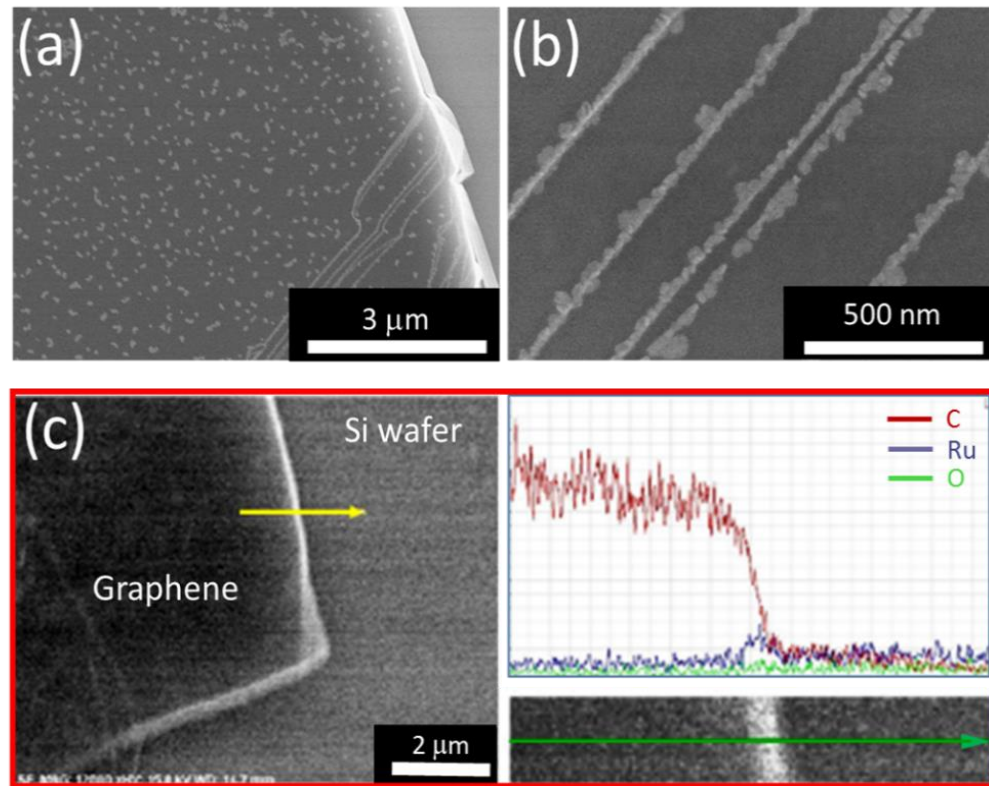 (a)
3 μm
(b)
500 nm
(c)
Si wafer
Graphene
2 μm
C
Ru
O